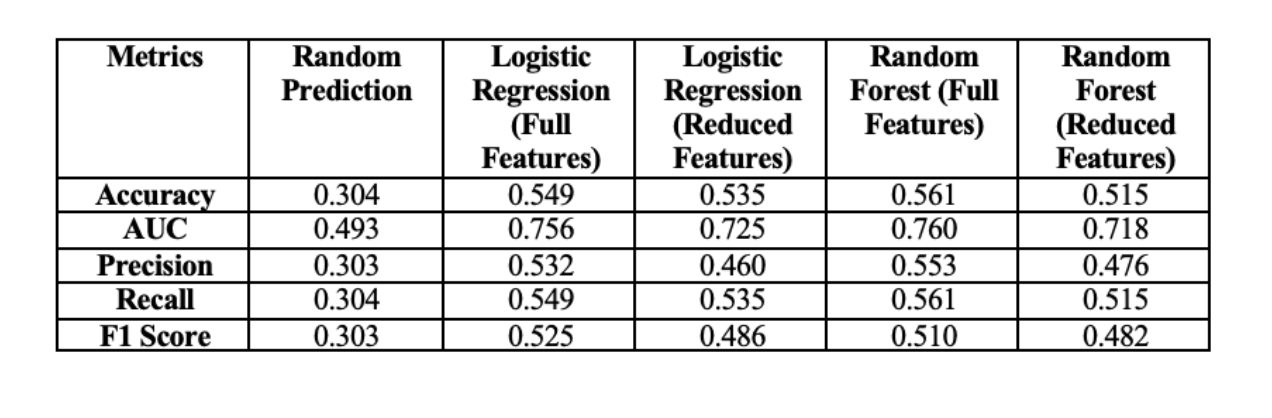 Metrics Random Prediction Logistic Regression (Full Features) Logistic Regression (Reduced Features) Random Forest (Full Features) Random Forest (Reduced Features)
Accuracy 0.304 0.549 0.535 0.561 0.515
AUC 0.493 0.756 0.725 0.760 0.718
Precision 0.303 0.532 0.460 0.553 0.476
Recall 0.304 0.549 0.535 0.561 0.515
F1 Score 0.303 0.525 0.486 0.510 0.482